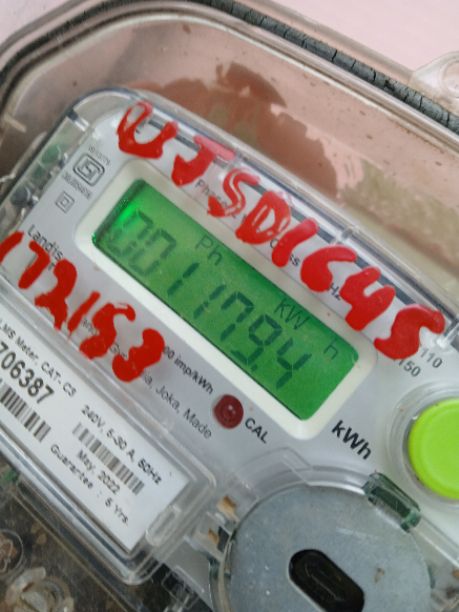 UJSD1645
Ph
kW h
001179.4
Landis
172153
imp/kWh
Joka, Made
110
150
CAL
kWh
LMS Meter, CAT. C3
706387
240V, 5-30 A, 50Hz
May, 2022
Guarantee : 5 Yrs.